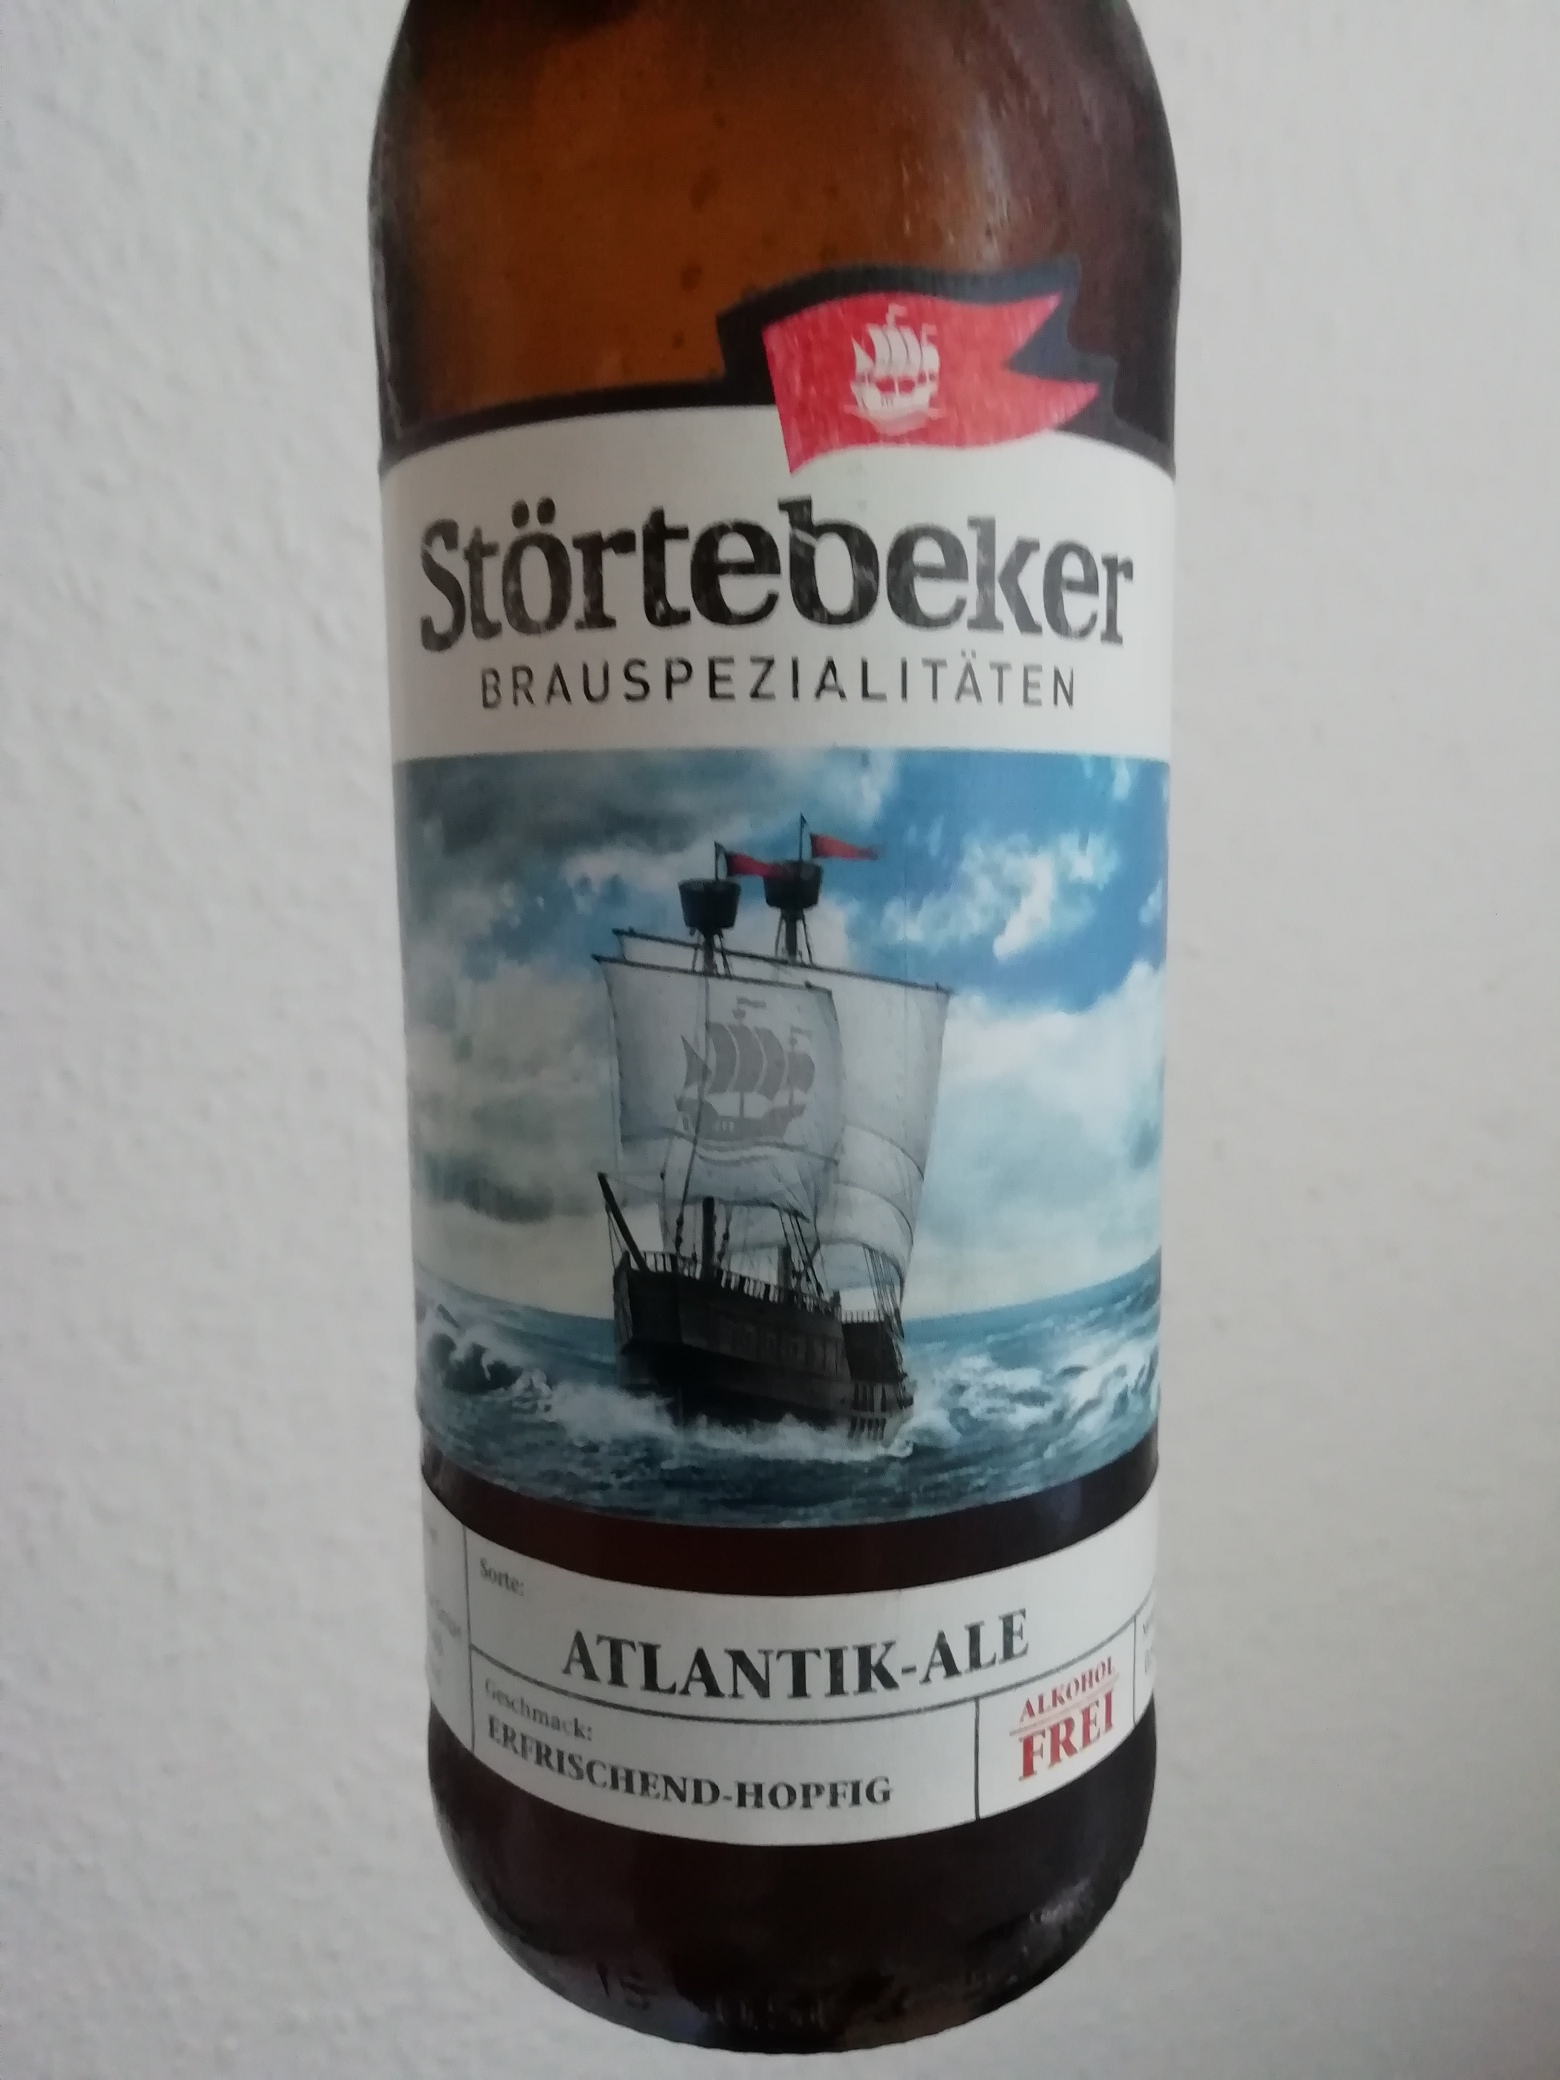 Störtebeker
BRAUSPEZIALITÄTEN
Sorte:
ATLANTIK-ALE
Geschmack:
ERFRISCHEND-HOPFIG
ALKOHOL
FREI